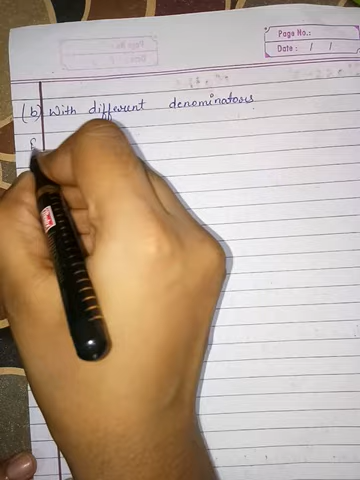 Page No.:
Date : / /
(b) With different denominators